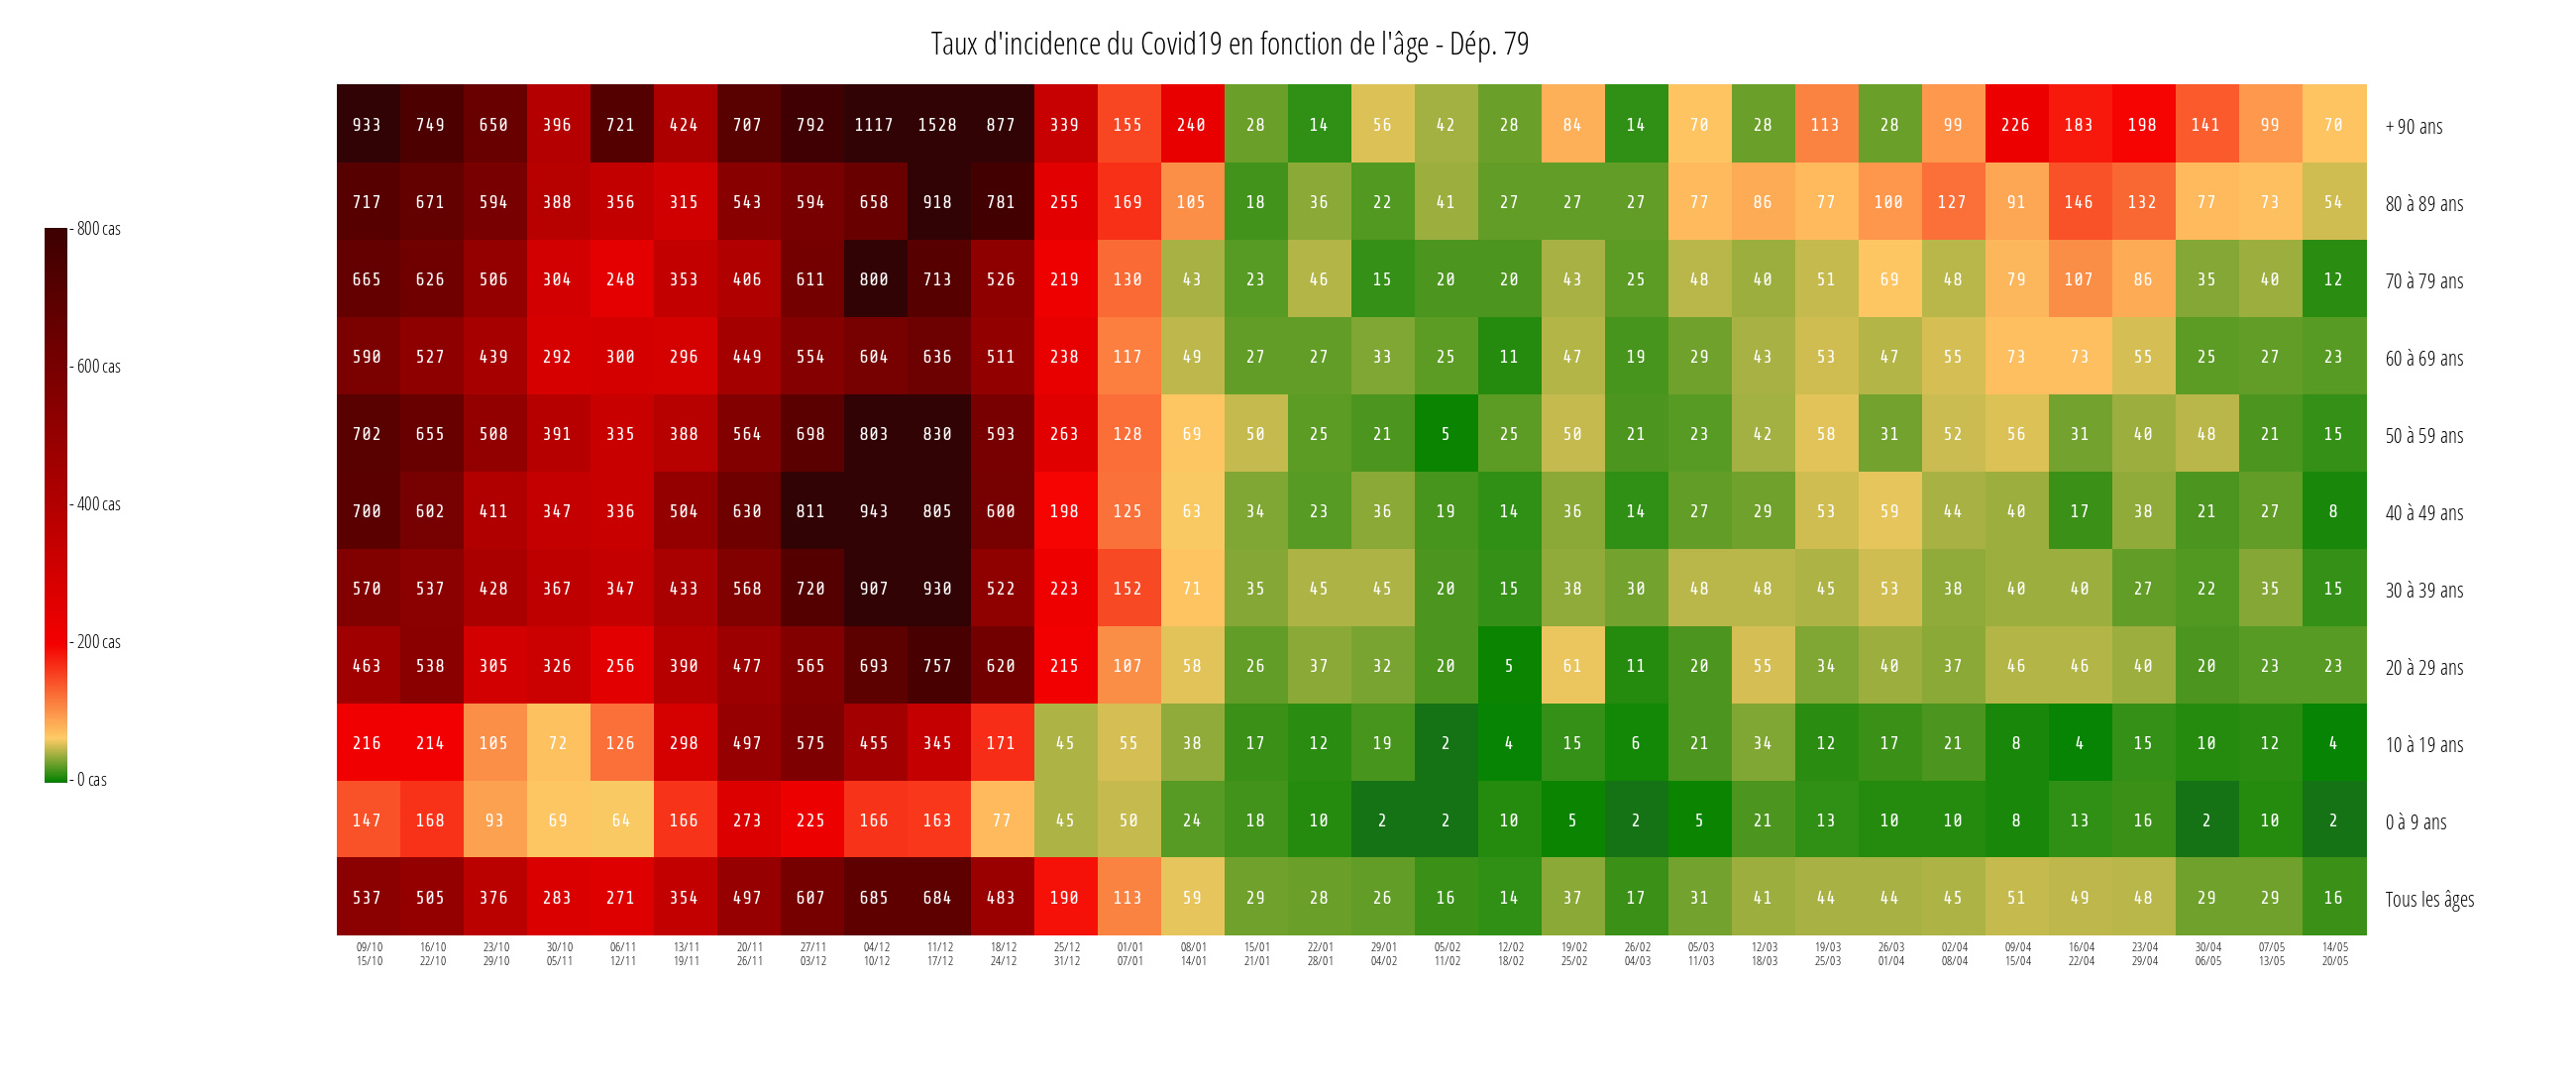 Taux d'incidence du Covid19 en fonction de l'âge - Dép. 79
- 800 cas
- 600 cas
- 400 cas
- 200 cas
- 0 cas
933 749 650 396 721 424 707 792 1117 1528 877 339 155 240 28 14 56 42 28 84 14 70 28 113 28 99 226 183 198 141 99 70 + 90 ans
717 671 594 388 356 315 543 594 658 918 781 255 169 105 18 36 22 41 27 27 27 77 86 77 100 127 91 146 132 77 73 54 80 à 89 ans
665 626 506 304 248 353 406 611 800 713 526 219 130 43 23 46 15 20 20 43 25 48 40 51 69 48 79 107 86 35 40 12 70 à 79 ans
590 527 439 292 300 296 449 554 604 636 511 238 117 49 27 27 33 25 11 47 19 29 43 53 47 55 73 73 55 25 27 23 60 à 69 ans
702 655 508 391 335 388 564 698 803 830 593 263 128 69 50 25 21 5 25 50 21 23 42 58 31 52 56 31 40 48 21 15 50 à 59 ans
700 602 411 347 336 504 630 811 943 805 600 198 125 63 34 23 36 19 14 36 14 27 29 53 59 44 40 17 38 21 27 8 40 à 49 ans
570 537 428 367 347 433 568 720 907 930 522 223 152 71 35 45 45 20 15 38 30 48 48 45 53 38 40 40 27 22 35 15 30 à 39 ans
463 538 305 326 256 390 477 565 693 757 620 215 107 58 26 37 32 20 5 61 11 20 55 34 40 37 46 46 40 20 23 23 20 à 29 ans
216 214 105 72 126 298 497 575 455 345 171 45 55 38 17 12 19 2 4 15 6 21 34 12 17 21 8 4 15 10 12 4 10 à 19 ans
147 168 93 69 64 166 273 225 166 163 77 45 50 24 18 10 2 2 10 5 2 5 21 13 10 10 8 13 16 2 10 2 0 à 9 ans
537 505 376 283 271 354 497 607 685 684 483 190 113 59 29 28 26 16 14 37 17 31 41 44 44 45 51 49 48 29 29 16 Tous les âges
09/10 16/10 23/10 30/10 06/11 13/11 20/11 27/11 04/12 11/12 18/12 25/12 01/01 08/01 15/01 22/01 29/01 05/02 12/02 19/02 26/02 05/03 12/03 19/03 26/03 02/04 09/04 16/04 23/04 30/04 07/05 14/05
15/10 22/10 29/10 05/11 12/11 19/11 26/11 03/12 10/12 17/12 24/12 31/12 07/01 14/01 21/01 28/01 04/02 11/02 18/02 25/02 04/03 11/03 18/03 25/03 01/04 08/04 15/04 22/04 29/04 06/05 13/05 20/05